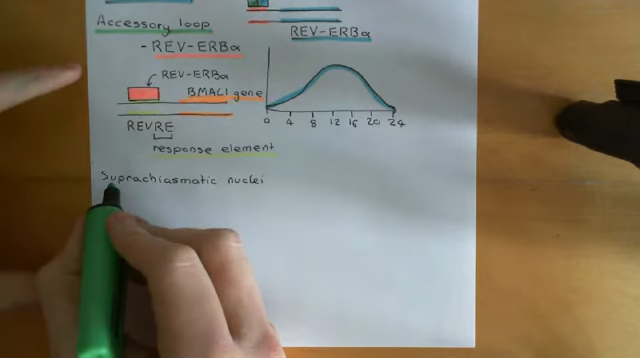 Accessory loop
REV-ERBα
- REV-ERBα
REV-ERBα
BMAL1 gene
REVRE
0 4 8 12 16 20 24
response element
Suprachiasmatic nuclei